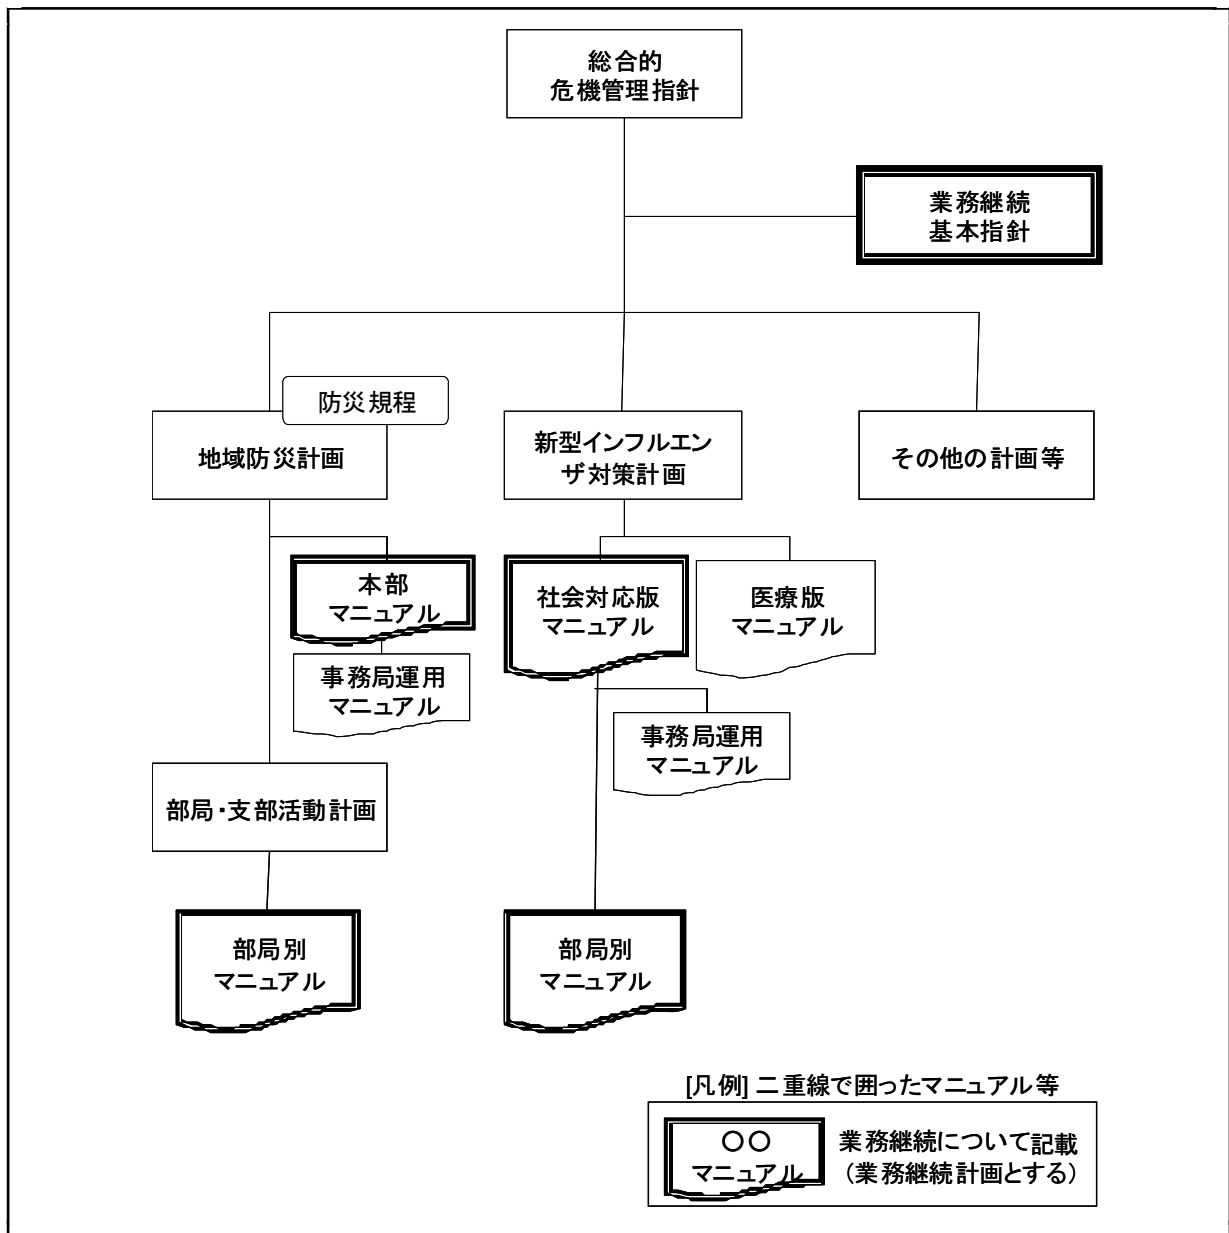 総合的
危機管理指針
業務継続
基本指針
防災規程
地域防災計画
新型インフルエン
ザ対策計画
その他の計画等
本部
マニュアル
社会対応版
マニュアル
医療版
マニュアル
事務局運用
マニュアル
事務局運用
マニュアル
部局・支部活動計画
部局別
マニュアル
部局別
マニュアル
[凡例] 二重線で囲ったマニュアル等
○○
マニュアル
業務継続について記載
（業務継続計画とする）